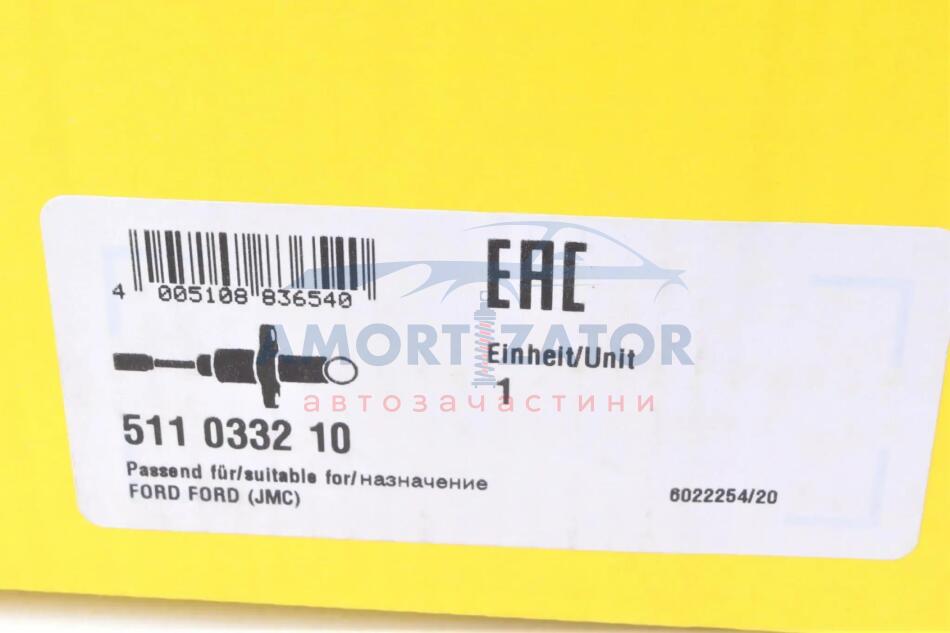 EAC
4 005108 836540
AMORTIZATOR
автозачастини
Einheit/Unit
1
511 0332 10
Passend für/suitable for/назначение
FORD FORD (JMC)
6022254/20